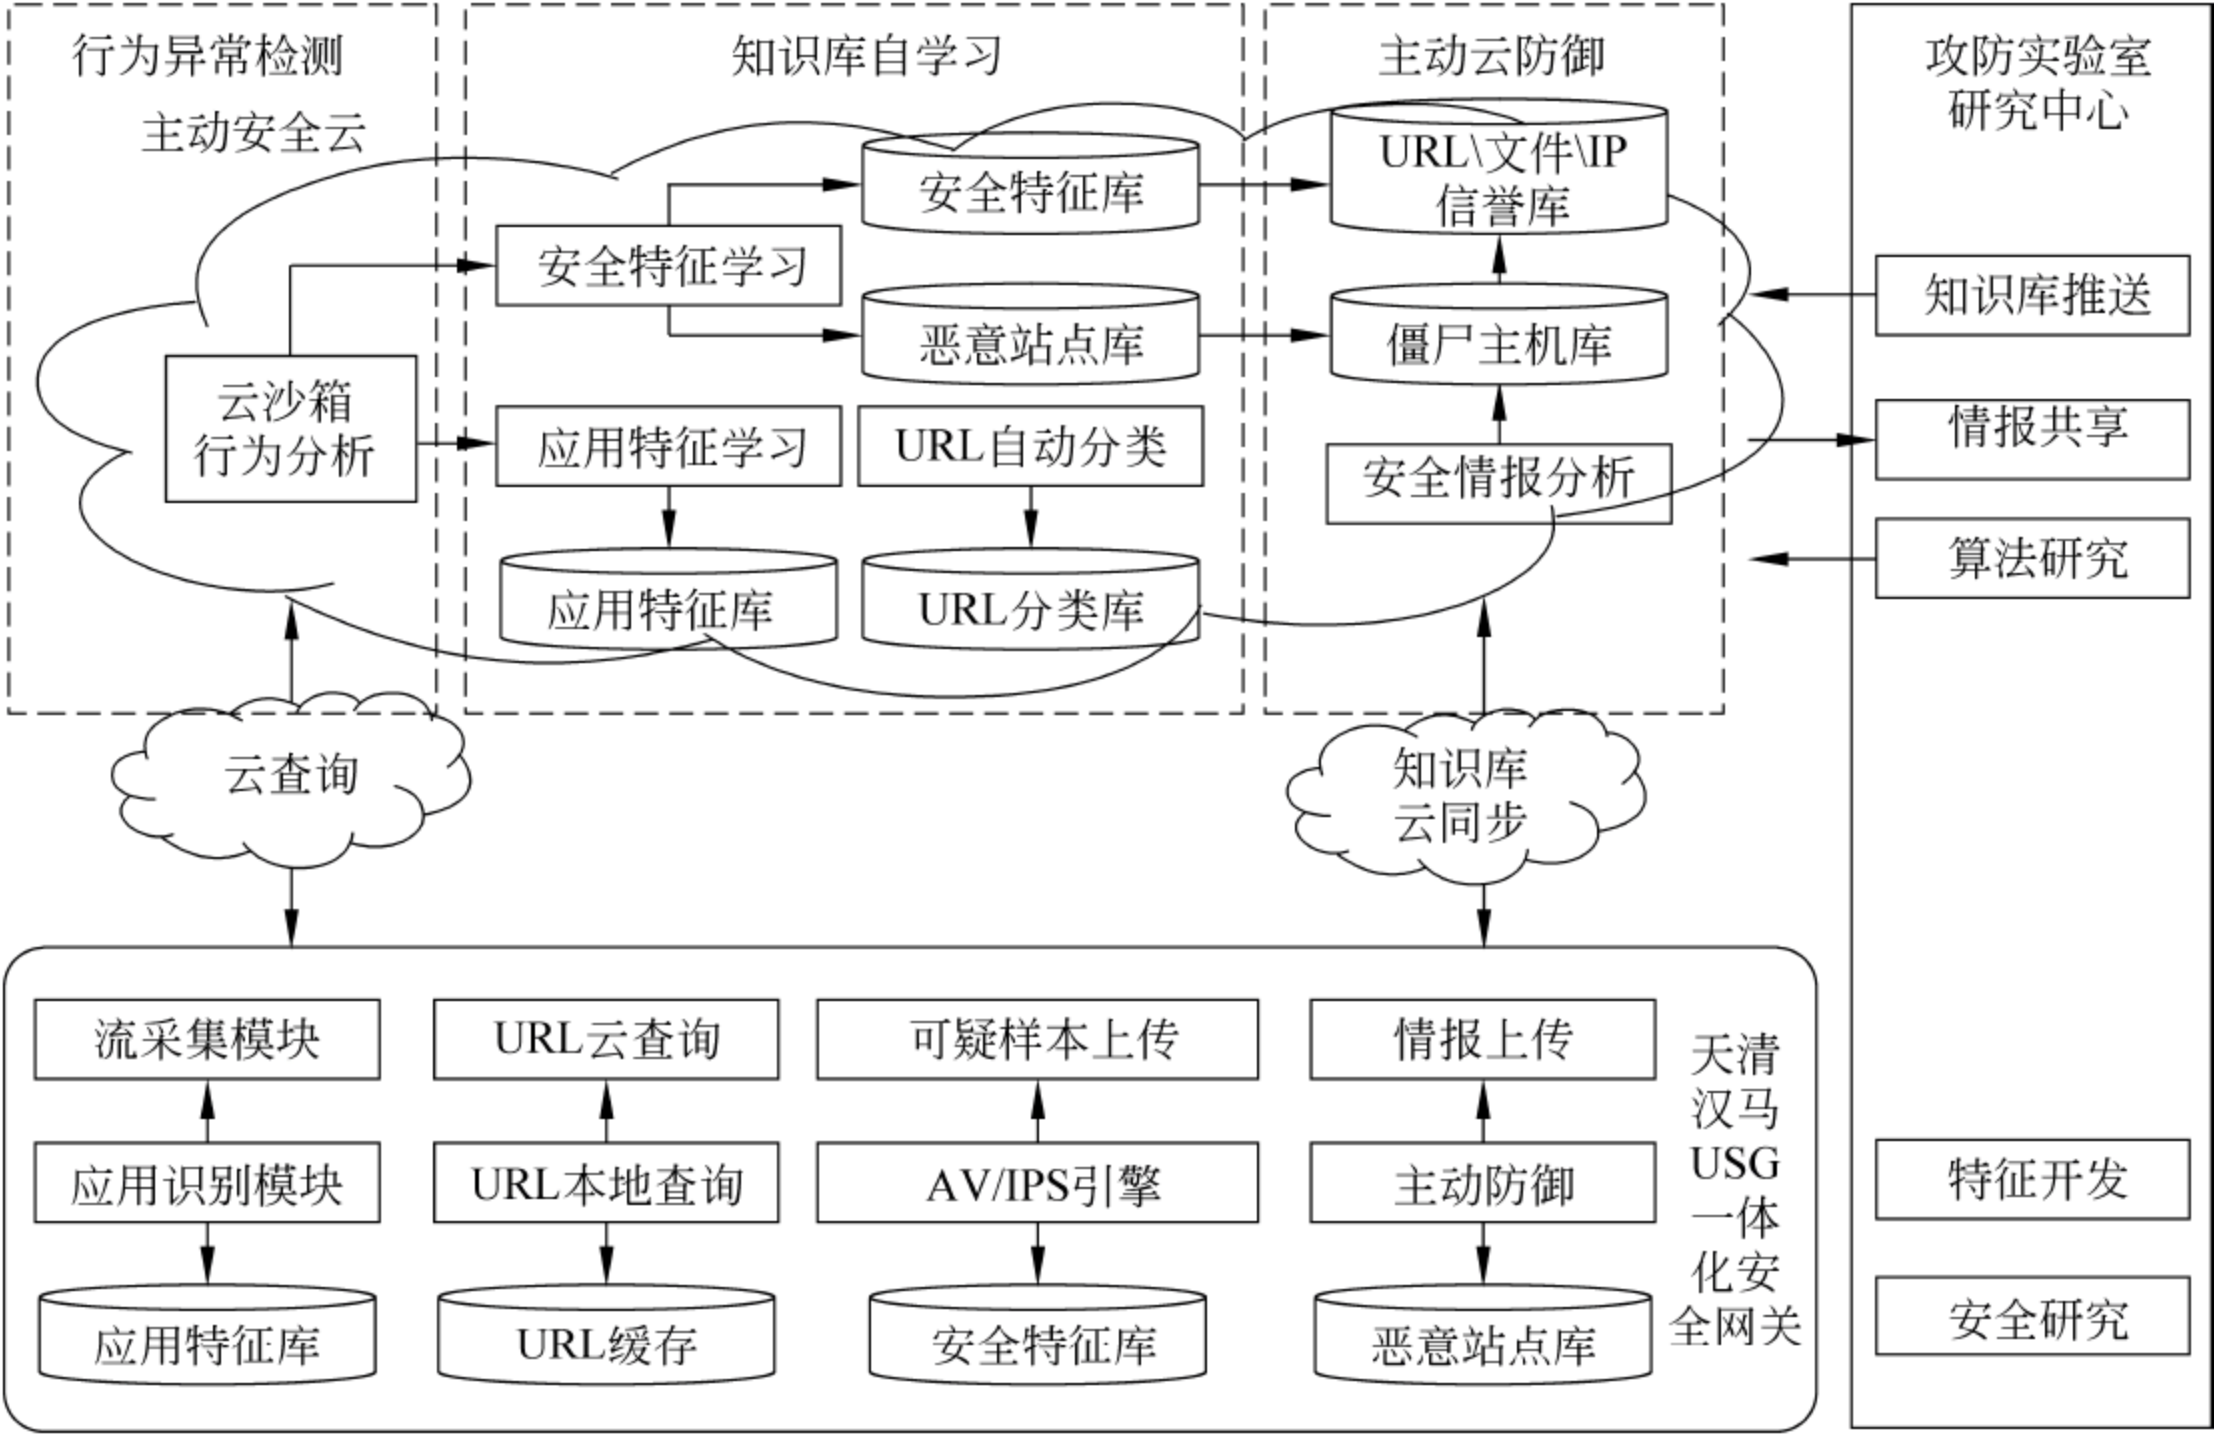 行为异常检测
主动安全云
云沙箱
行为分析
知识库自学习
安全特征库
安全特征学习
恶意站点库
应用特征学习
URL自动分类
应用特征库
URL分类库
主动云防御
URL\文件\IP
信誉库
僵尸主机库
安全情报分析
攻防实验室
研究中心
知识库推送
情报共享
算法研究
特征开发
安全研究
云查询
知识库
云同步
流采集模块
URL云查询
可疑样本上传
情报上传
应用识别模块
URL本地查询
AV/IPS引擎
主动防御
应用特征库
URL缓存
安全特征库
恶意站点库
天清
汉马
USG
一体
化安
全网关